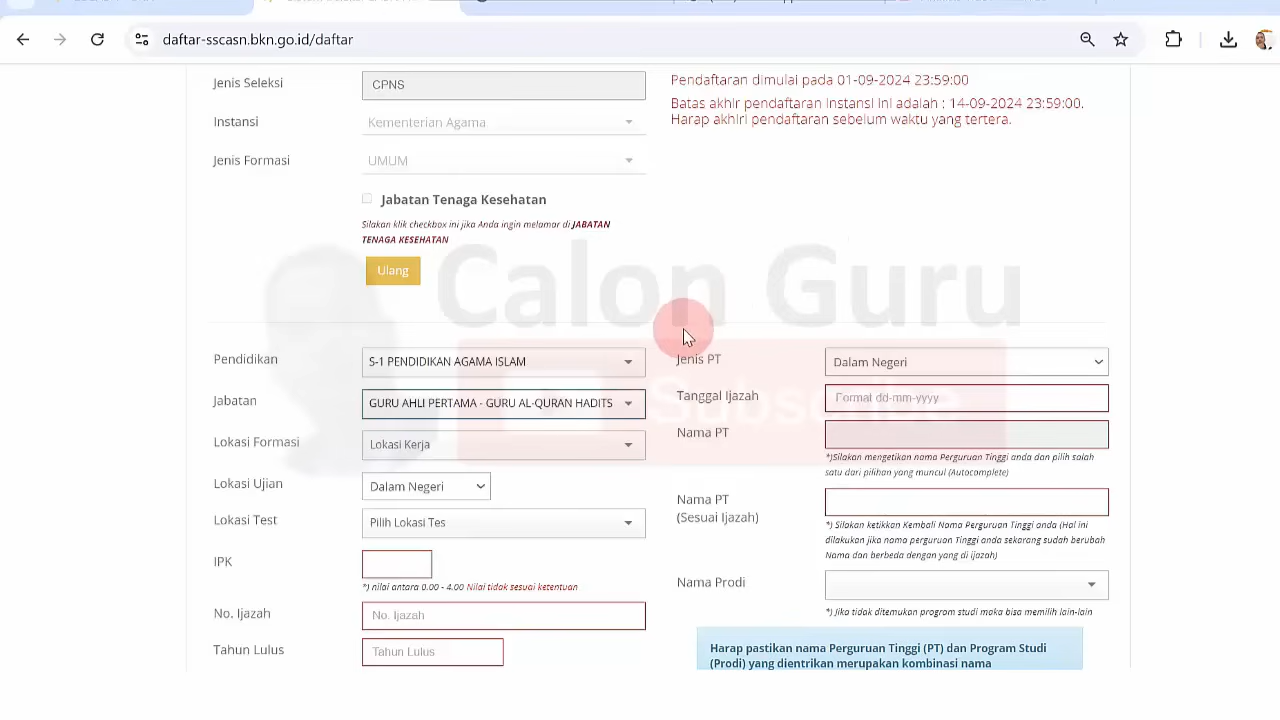 daftar-sscasn.bkn.go.id/daftar
Jenis Seleksi
CPNS
Pendaftaran dimulai pada 01-09-2024 23:59:00
Batas akhir pendaftaran instansi ini adalah : 14-09-2024 23:59:00.
Harap akhiri pendaftaran sebelum waktu yang tertera.
Instansi
Kementerian Agama
Jenis Formasi
UMUM
Jabatan Tenaga Kesehatan
Silakan klik checkbox ini jika Anda ingin melamar di JABATAN
TENAGA KESEHATAN
Ulang
Calon Guru
Subscribe
Pendidikan
S-1 PENDIDIKAN AGAMA ISLAM
Jabatan
GURU AHLI PERTAMA - GURU AL-QURAN HADITS
Lokasi Formasi
Lokasi Kerja
Lokasi Ujian
Dalam Negeri
Lokasi Test
Pilih Lokasi Tes
IPK
*) nilai antara 0.00 - 4.00 Nilai tidak sesuai ketentuan
No. Ijazah
No. Ijazah
Tahun Lulus
Tahun Lulus
Jenis PT
Dalam Negeri
Tanggal Ijazah
Format dd-mm-yyyy
Nama PT
*)Silakan mengetikan nama Perguruan Tinggi anda dan pilih salah
satu dari pilihan yang muncul (Autocomplete)
Nama PT
(Sesuai Ijazah)
*) Silakan ketikkan Kembali Nama Perguruan Tinggi anda (Hal ini
dilakukan jika nama perguruan Tinggi Anda sekarang sudah berubah
Nama dan berbeda dengan yang di ijazah)
Nama Prodi
*) Jika tidak ditemukan program studi maka bisa memilih lain-lain
Harap pastikan nama Perguruan Tinggi (PT) dan Program Studi
(Prodi) yang dientrikan merupakan kombinasi nama